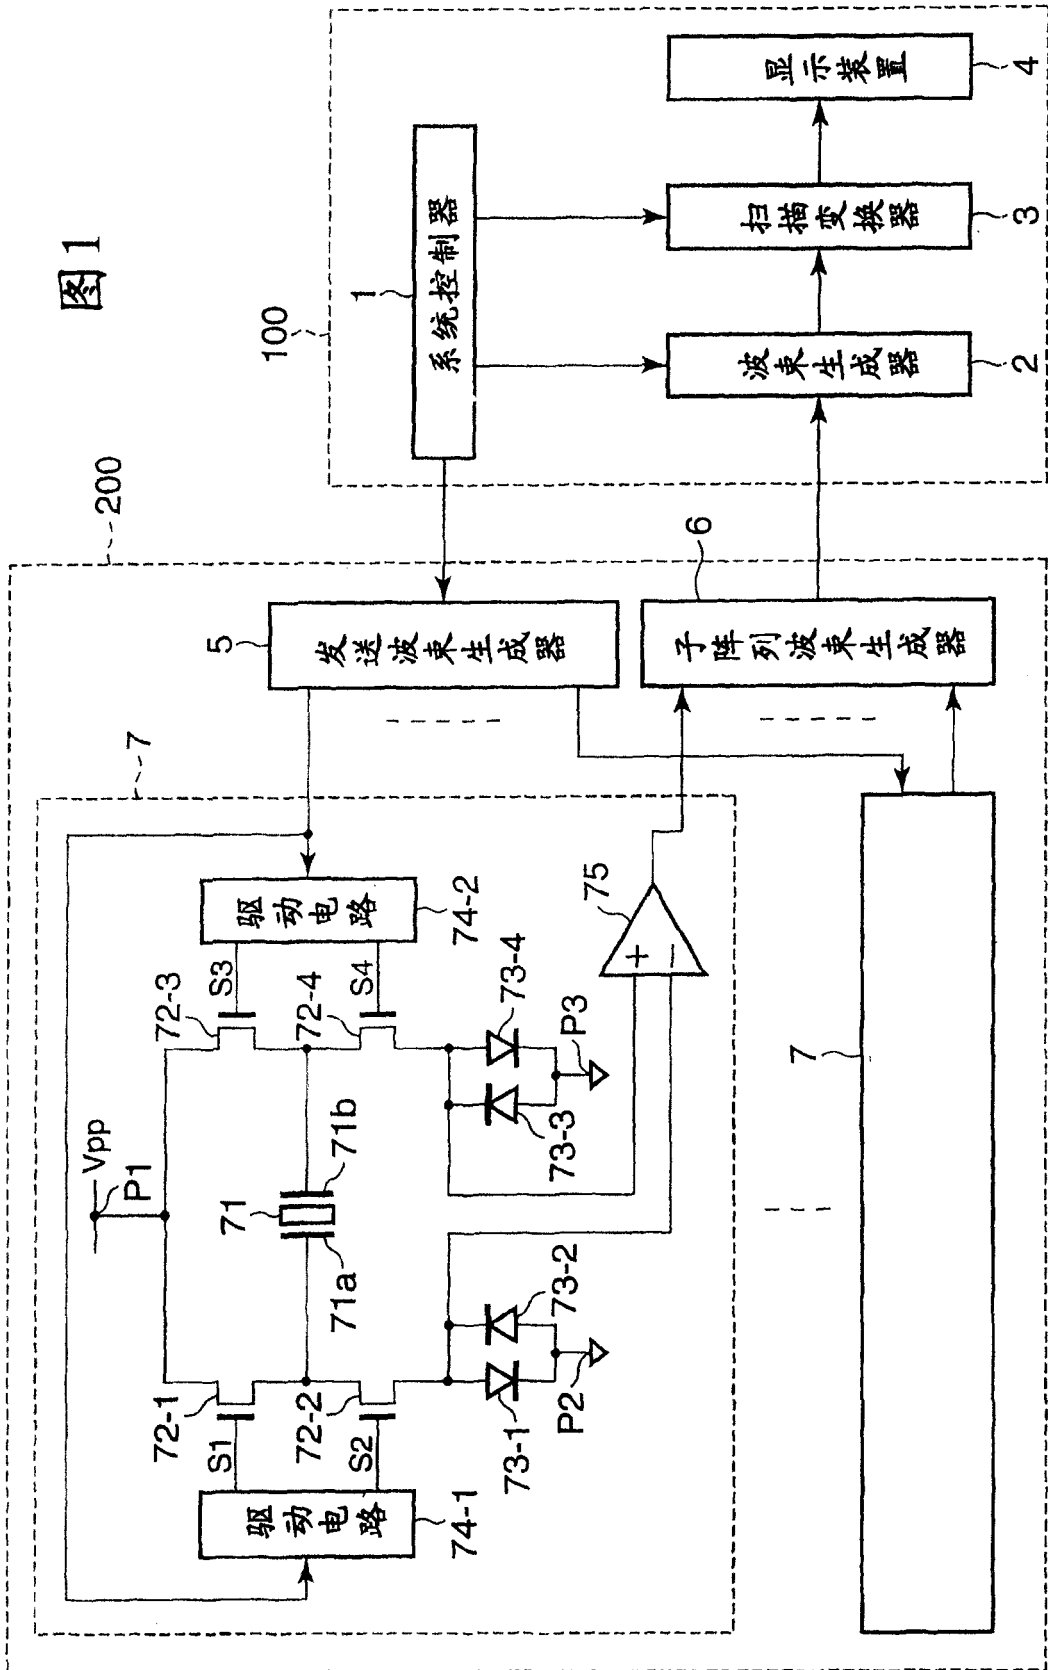 图1
200
100
7
5
发送波束生成器
1
系统控制器
6
子阵列波束生成器
波束生成器
2
扫描变换器
3
显示装置
4
Vpp
P1
72-1
S1
72-2
S2
驱动电路
74-1
71
71a
71b
72-3
S3
72-4
S4
驱动电路
74-2
73-1
73-2
P2
73-3
73-4
P3
75
+
−
7